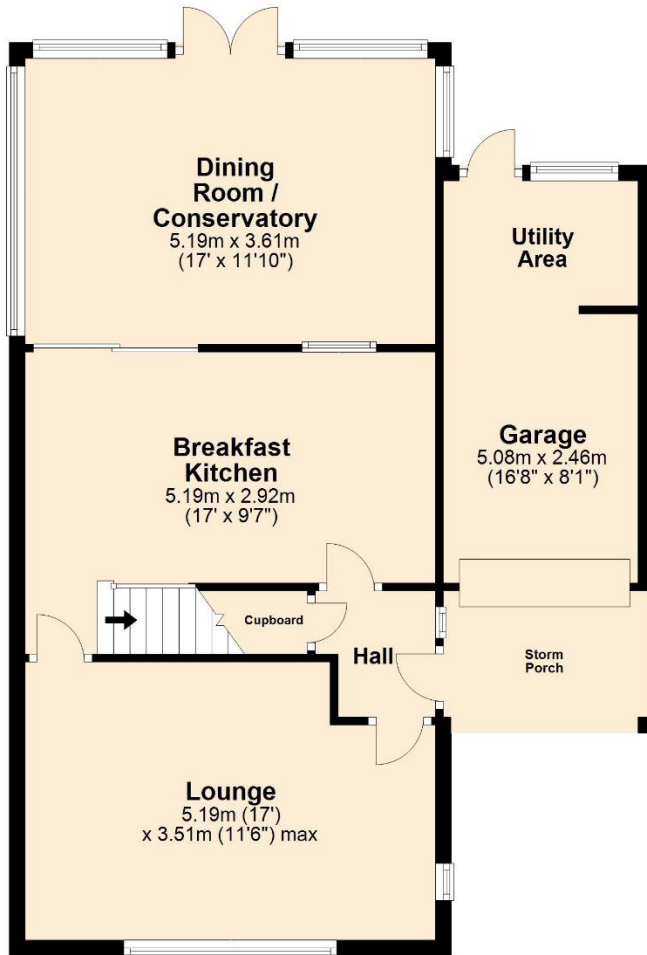 Dining
Room /
Conservatory
5.19m x 3.61m
(17' x 11'10")
Utility
Area
Breakfast
Kitchen
5.19m x 2.92m
(17' x 9'7")
Garage
5.08m x 2.46m
(16'8" x 8'1")
Cupboard
Hall
Storm
Porch
Lounge
5.19m (17')
x 3.51m (11'6") max